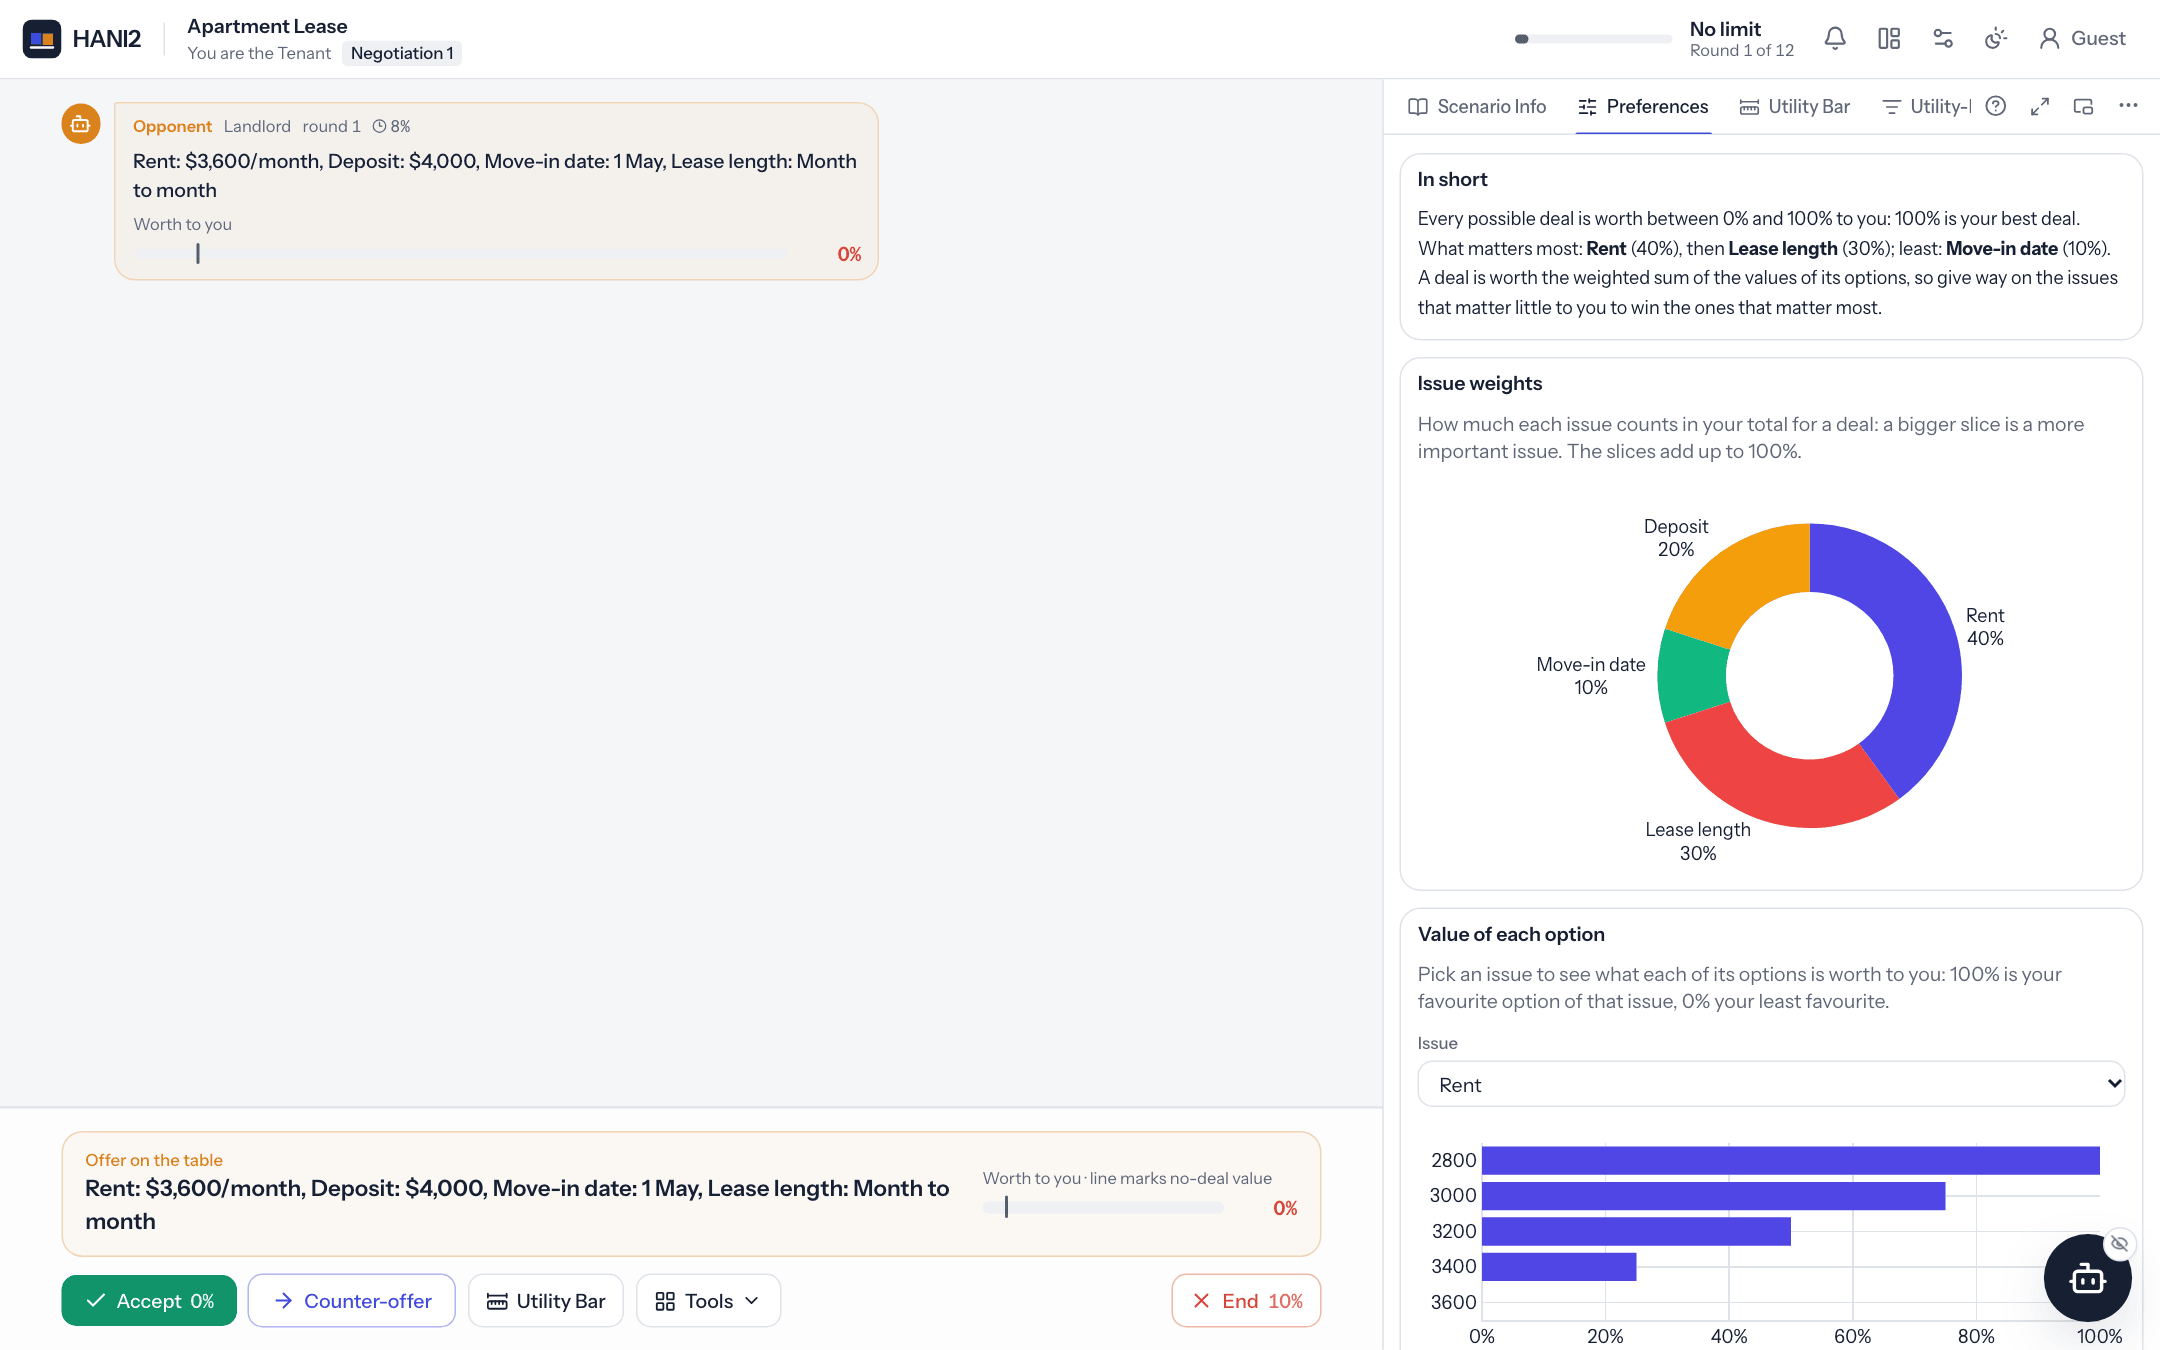 HANI2
Apartment Lease
You are the Tenant Negotiation 1
No limit
Round 1 of 12
Guest
Opponent Landlord round 1 8%
Rent: $3,600/month, Deposit: $4,000, Move-in date: 1 May, Lease length: Month
to month
Worth to you
0%
Offer on the table
Rent: $3,600/month, Deposit: $4,000, Move-in date: 1 May, Lease length: Month to
month
Worth to you · line marks no-deal value
0%
Accept 0%
Counter-offer
Utility Bar
Tools
End 10%
Scenario Info
Preferences
Utility Bar
Utility-
In short
Every possible deal is worth between 0% and 100% to you: 100% is your best deal.
What matters most: Rent (40%), then Lease length (30%); least: Move-in date (10%).
A deal is worth the weighted sum of the values of its options, so give way on the issues
that matter little to you to win the ones that matter most.
Issue weights
How much each issue counts in your total for a deal: a bigger slice is a more
important issue. The slices add up to 100%.
Deposit
20%
Rent
40%
Move-in date
10%
Lease length
30%
Value of each option
Pick an issue to see what each of its options is worth to you: 100% is your
favourite option of that issue, 0% your least favourite.
Issue
Rent
2800
3000
3200
3400
3600
0% 20% 40% 60% 80% 100%